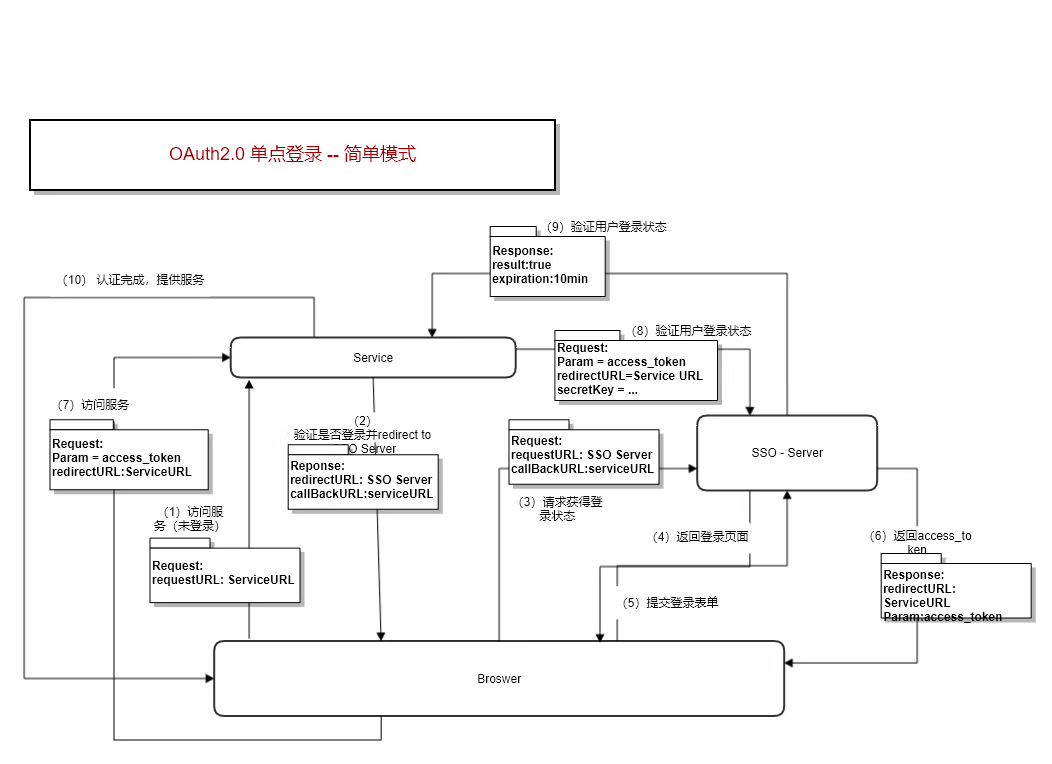 OAuth2.0 单点登录 -- 简单模式
（9）验证用户登录状态
Response:
result:true
expiration:10min
（10） 认证完成，提供服务
（8）验证用户登录状态
Request:
Param = access_token
redirectURL=Service URL
secretKey = ...
Service
（7）访问服务
Request:
Param = access_token
redirectURL:ServiceURL
（2）
验证是否登录并redirect to
O Server
Reponse:
redirectURL: SSO Server
callBackURL:serviceURL
Request:
requestURL: SSO Server
callBackURL:serviceURL
SSO - Server
（3）请求获得登
录状态
（1）访问服
务（未登录）
Request:
requestURL: ServiceURL
（4）返回登录页面
（6）返回access_to
ken
Response:
redirectURL:
ServiceURL
Param:access_token
（5）提交登录表单
Broswer